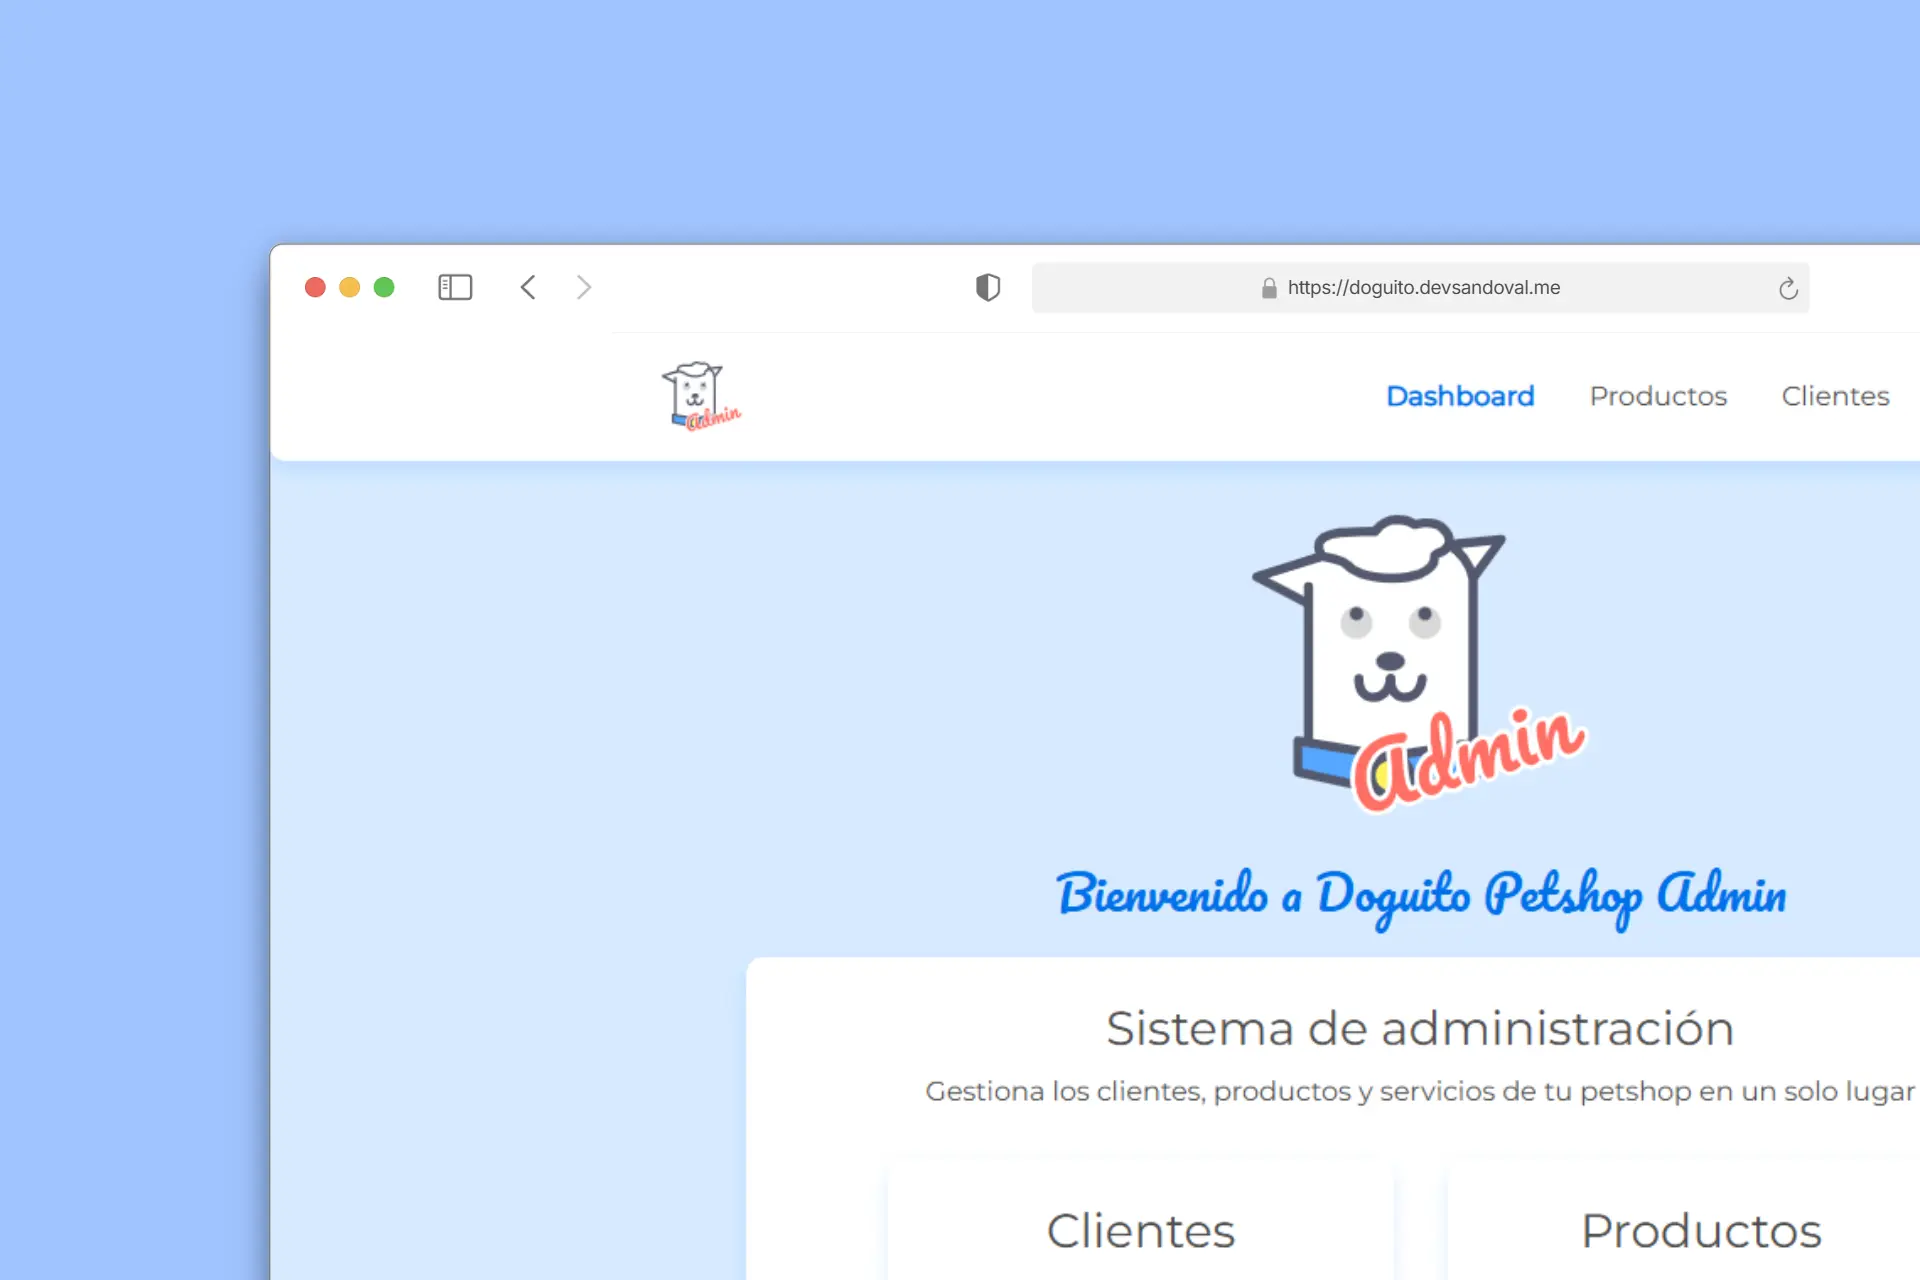 https://doguito.devsandoval.me
Admin
Dashboard Productos Clientes
Admin
Bienvenido a Doguito Petshop Admin
Sistema de administración
Gestiona los clientes, productos y servicios de tu petshop en un solo lugar
Clientes Productos